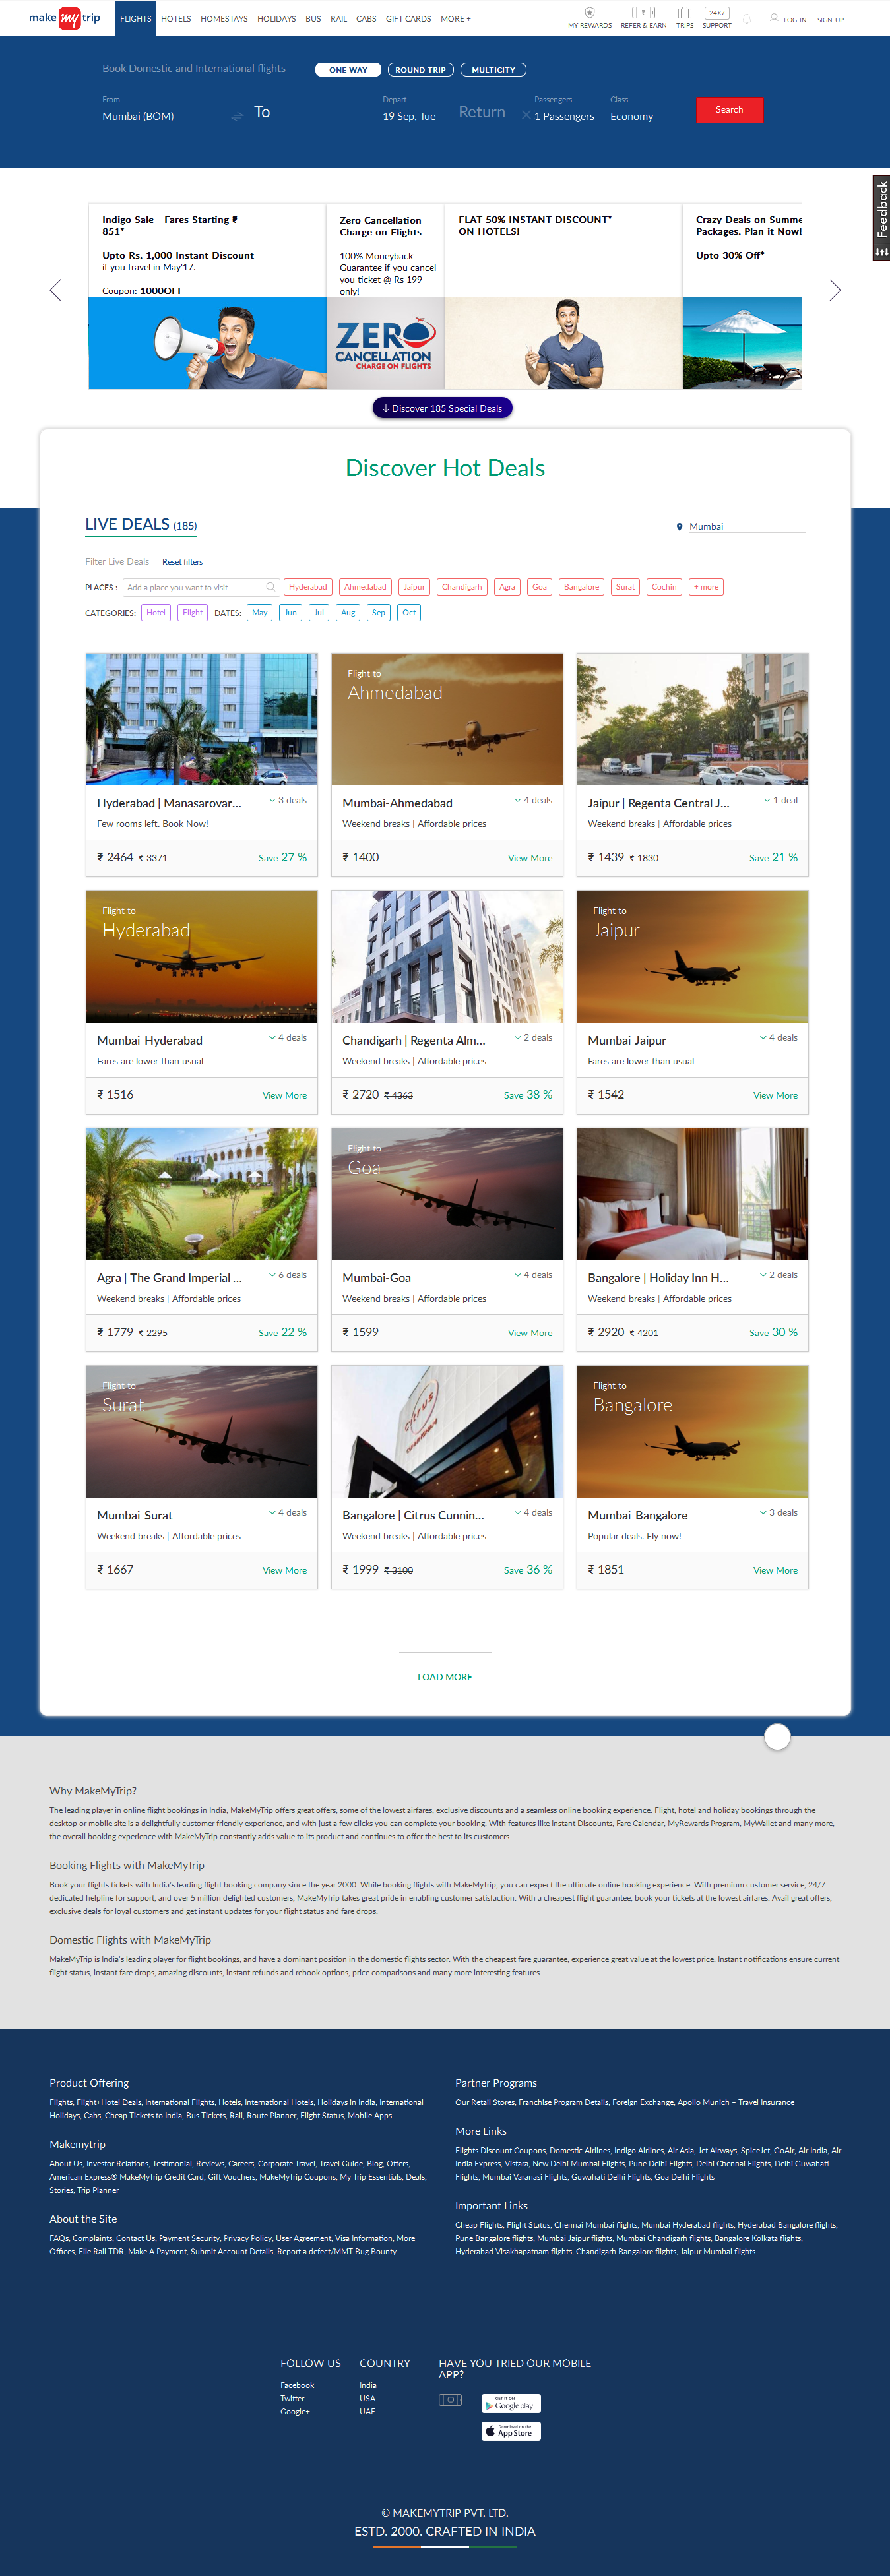 make my trip
FLIGHTS HOTELS HOMESTAYS HOLIDAYS BUS RAIL CABS GIFT CARDS MORE +
MY REWARDS REFER & EARN TRIPS 24X7 SUPPORT LOG-IN SIGN-UP
Book Domestic and International flights
ONE WAY ROUND TRIP MULTICITY
From
Mumbai (BOM)
To
Depart
19 Sep, Tue
Return
Passengers
1 Passengers
Class
Economy
Search
Feedback
Indigo Sale - Fares Starting ₹
851*
Upto Rs. 1,000 Instant Discount
if you travel in May'17.
Coupon: 1000OFF
Zero Cancellation
Charge on Flights
100% Moneyback
Guarantee if you cancel
you ticket @ Rs 199
only!
ZERO
CANCELLATION
CHARGE ON FLIGHTS
FLAT 50% INSTANT DISCOUNT*
ON HOTELS!
Crazy Deals on Summe
Packages. Plan it Now!
Upto 30% Off*
Discover 185 Special Deals
Discover Hot Deals
LIVE DEALS (185)
Mumbai
Filter Live Deals Reset filters
PLACES : Add a place you want to visit Hyderabad Ahmedabad Jaipur Chandigarh Agra Goa Bangalore Surat Cochin + more
CATEGORIES: Hotel Flight DATES: May Jun Jul Aug Sep Oct
Hyderabad | Manasarovar... 3 deals
Few rooms left. Book Now!
₹ 2464 ₹ 3371 Save 27 %
Flight to
Ahmedabad
Mumbai-Ahmedabad 4 deals
Weekend breaks | Affordable prices
₹ 1400 View More
Jaipur | Regenta Central J... 1 deal
Weekend breaks | Affordable prices
₹ 1439 ₹ 1830 Save 21 %
Flight to
Hyderabad
Mumbai-Hyderabad 4 deals
Fares are lower than usual
₹ 1516 View More
Chandigarh | Regenta Alm... 2 deals
Weekend breaks | Affordable prices
₹ 2720 ₹ 4363 Save 38 %
Flight to
Jaipur
Mumbai-Jaipur 4 deals
Fares are lower than usual
₹ 1542 View More
Agra | The Grand Imperial ... 6 deals
Weekend breaks | Affordable prices
₹ 1779 ₹ 2295 Save 22 %
Flight to
Goa
Mumbai-Goa 4 deals
Weekend breaks | Affordable prices
₹ 1599 View More
Bangalore | Holiday Inn H... 2 deals
Weekend breaks | Affordable prices
₹ 2920 ₹ 4201 Save 30 %
Flight to
Surat
Mumbai-Surat 4 deals
Weekend breaks | Affordable prices
₹ 1667 View More
citrus
Bangalore | Citrus Cunnin... 4 deals
Weekend breaks | Affordable prices
₹ 1999 ₹ 3100 Save 36 %
Flight to
Bangalore
Mumbai-Bangalore 3 deals
Popular deals. Fly now!
₹ 1851 View More
LOAD MORE
Why MakeMyTrip?
The leading player in online flight bookings in India, MakeMyTrip offers great offers, some of the lowest airfares, exclusive discounts and a seamless online booking experience. Flight, hotel and holiday bookings through the
desktop or mobile site is a delightfully customer friendly experience, and with just a few clicks you can complete your booking. With features like Instant Discounts, Fare Calendar, MyRewards Program, MyWallet and many more,
the overall booking experience with MakeMyTrip constantly adds value to its product and continues to offer the best to its customers.
Booking Flights with MakeMyTrip
Book your flights tickets with India's leading flight booking company since the year 2000. While booking flights with MakeMyTrip, you can expect the ultimate online booking experience. With premium customer service, 24/7
dedicated helpline for support, and over 5 million delighted customers, MakeMyTrip takes great pride in enabling customer satisfaction. With a cheapest flight guarantee, book your tickets at the lowest airfares. Avail great offers,
exclusive deals for loyal customers and get instant updates for your flight status and fare drops.
Domestic Flights with MakeMyTrip
MakeMyTrip is India's leading player for flight bookings, and have a dominant position in the domestic flights sector. With the cheapest fare guarantee, experience great value at the lowest price. Instant notifications ensure current
flight status, instant fare drops, amazing discounts, instant refunds and rebook options, price comparisons and many more interesting features.
Product Offering
Flights, Flight+Hotel Deals, International Flights, Hotels, International Hotels, Holidays in India, International
Holidays, Cabs, Cheap Tickets to India, Bus Tickets, Rail, Route Planner, Flight Status, Mobile Apps
Makemytrip
About Us, Investor Relations, Testimonial, Reviews, Careers, Corporate Travel, Travel Guide, Blog, Offers,
American Express® MakeMyTrip Credit Card, Gift Vouchers, MakeMyTrip Coupons, My Trip Essentials, Deals,
Stories, Trip Planner
About the Site
FAQs, Complaints, Contact Us, Payment Security, Privacy Policy, User Agreement, Visa Information, More
Offices, File Rail TDR, Make A Payment, Submit Account Details, Report a defect/MMT Bug Bounty
Partner Programs
Our Retail Stores, Franchise Program Details, Foreign Exchange, Apollo Munich – Travel Insurance
More Links
Flights Discount Coupons, Domestic Airlines, Indigo Airlines, Air Asia, Jet Airways, SpiceJet, GoAir, Air India, Air
India Express, Vistara, New Delhi Mumbai Flights, Pune Delhi Flights, Delhi Chennai Flights, Delhi Guwahati
Flights, Mumbai Varanasi Flights, Guwahati Delhi Flights, Goa Delhi Flights
Important Links
Cheap Flights, Flight Status, Chennai Mumbai flights, Mumbai Hyderabad flights, Hyderabad Bangalore flights,
Pune Bangalore flights, Mumbai Jaipur flights, Mumbai Chandigarh flights, Bangalore Kolkata flights,
Hyderabad Visakhapatnam flights, Chandigarh Bangalore flights, Jaipur Mumbai flights
FOLLOW US
Facebook
Twitter
Google+
COUNTRY
India
USA
UAE
HAVE YOU TRIED OUR MOBILE
APP?
GET IT ON
Google play
Download on the
App Store
© MAKEMYTRIP PVT. LTD.
ESTD. 2000. CRAFTED IN INDIA